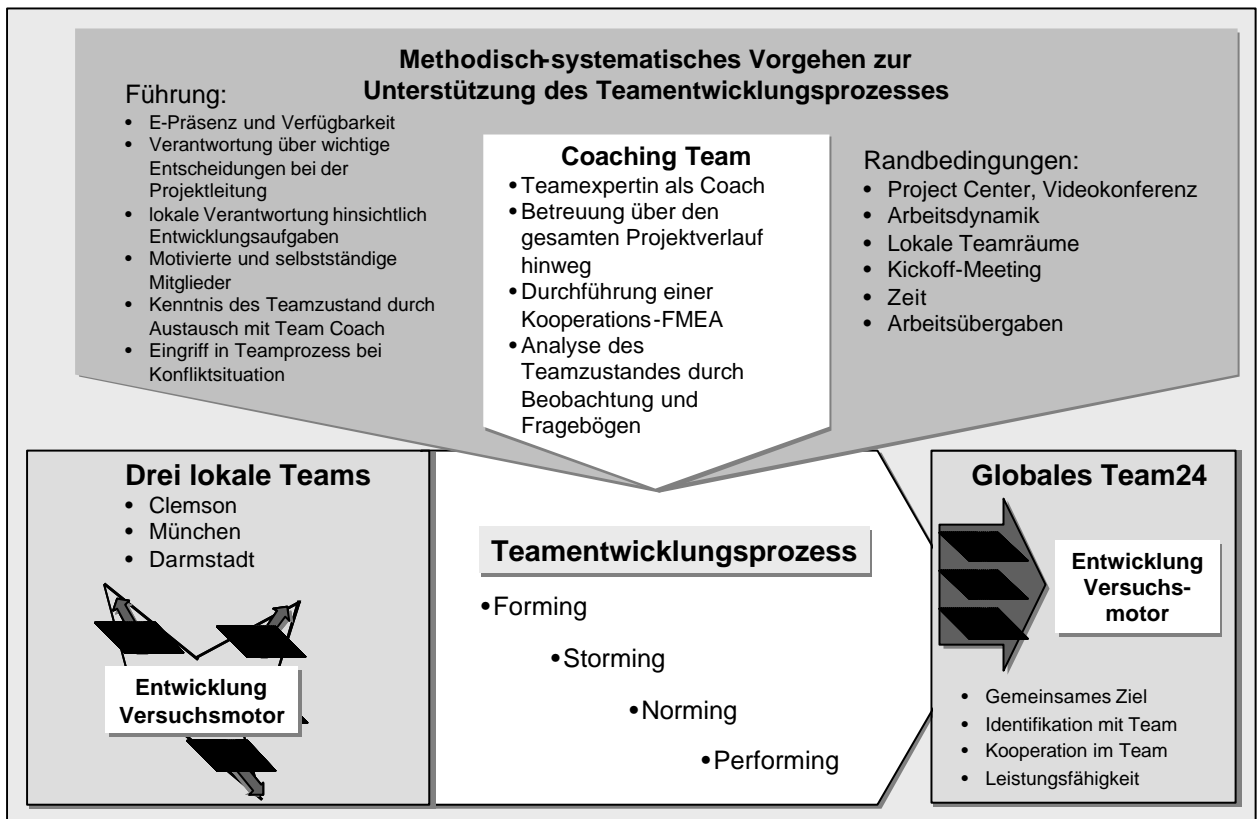 Methodisch-systematisches Vorgehen zur
Unterstützung des Teamentwicklungsprozesses
Führung:
• E-Präsenz und Verfügbarkeit
• Verantwortung über wichtige
Entscheidungen bei der
Projektleitung
• lokale Verantwortung hinsichtlich
Entwicklungsaufgaben
• Motivierte und selbstständige
Mitglieder
• Kenntnis des Teamzustand durch
Austausch mit Team Coach
• Eingriff in Teamprozess bei
Konfliktsituation
Coaching Team
• Teamexpertin als Coach
• Betreuung über den
gesamten Projektverlauf
hinweg
• Durchführung einer
Kooperations-FMEA
• Analyse des
Teamzustandes durch
Beobachtung und
Fragebögen
Randbedingungen:
• Project Center, Videokonferenz
• Arbeitsdynamik
• Lokale Teamräume
• Kickoff-Meeting
• Zeit
• Arbeitsübergaben
Drei lokale Teams
• Clemson
• München
• Darmstadt
Entwicklung
Versuchsmotor
Teamentwicklungsprozess
• Forming
• Storming
• Norming
• Performing
Globales Team24
Entwicklung
Versuchs-
motor
• Gemeinsames Ziel
• Identifikation mit Team
• Kooperation im Team
• Leistungsfähigkeit